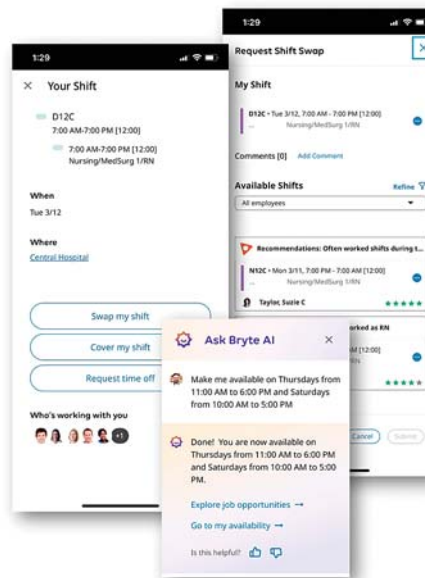 1:29
Your Shift
D12C
7:00 AM-7:00 PM [12:00]
7:00 AM-7:00 PM [12:00]
Nursing/MedSurg 1/RN
When
Tue 3/12
Where
Central Hospital
Swap my shift
Cover my shift
Request time off
Who's working with you
+1
1:29
Request Shift Swap
My Shift
D12C • Tue 3/12, 7:00 AM - 7:00 PM [12:00]
... Nursing/MedSurg 1/RN
Comments [0] Add Comment
Available Shifts Refine
All employees
Recommendations: Often worked shifts during t...
N12C • Mon 3/11, 7:00 PM - 7:00 AM [12:00]
... Nursing/MedSurg 1/RN
Taylor, Suzie C
orked as RN
AM [12:00]
Cancel Submit
Ask Bryte AI
Make me available on Thursdays from
11:00 AM to 6:00 PM and Saturdays
from 10:00 AM to 5:00 PM
Done! You are now available on
Thursdays from 11:00 AM to 6:00 PM
and Saturdays from 10:00 AM to 5:00
PM.
Explore job opportunities →
Go to my availability →
Is this helpful?